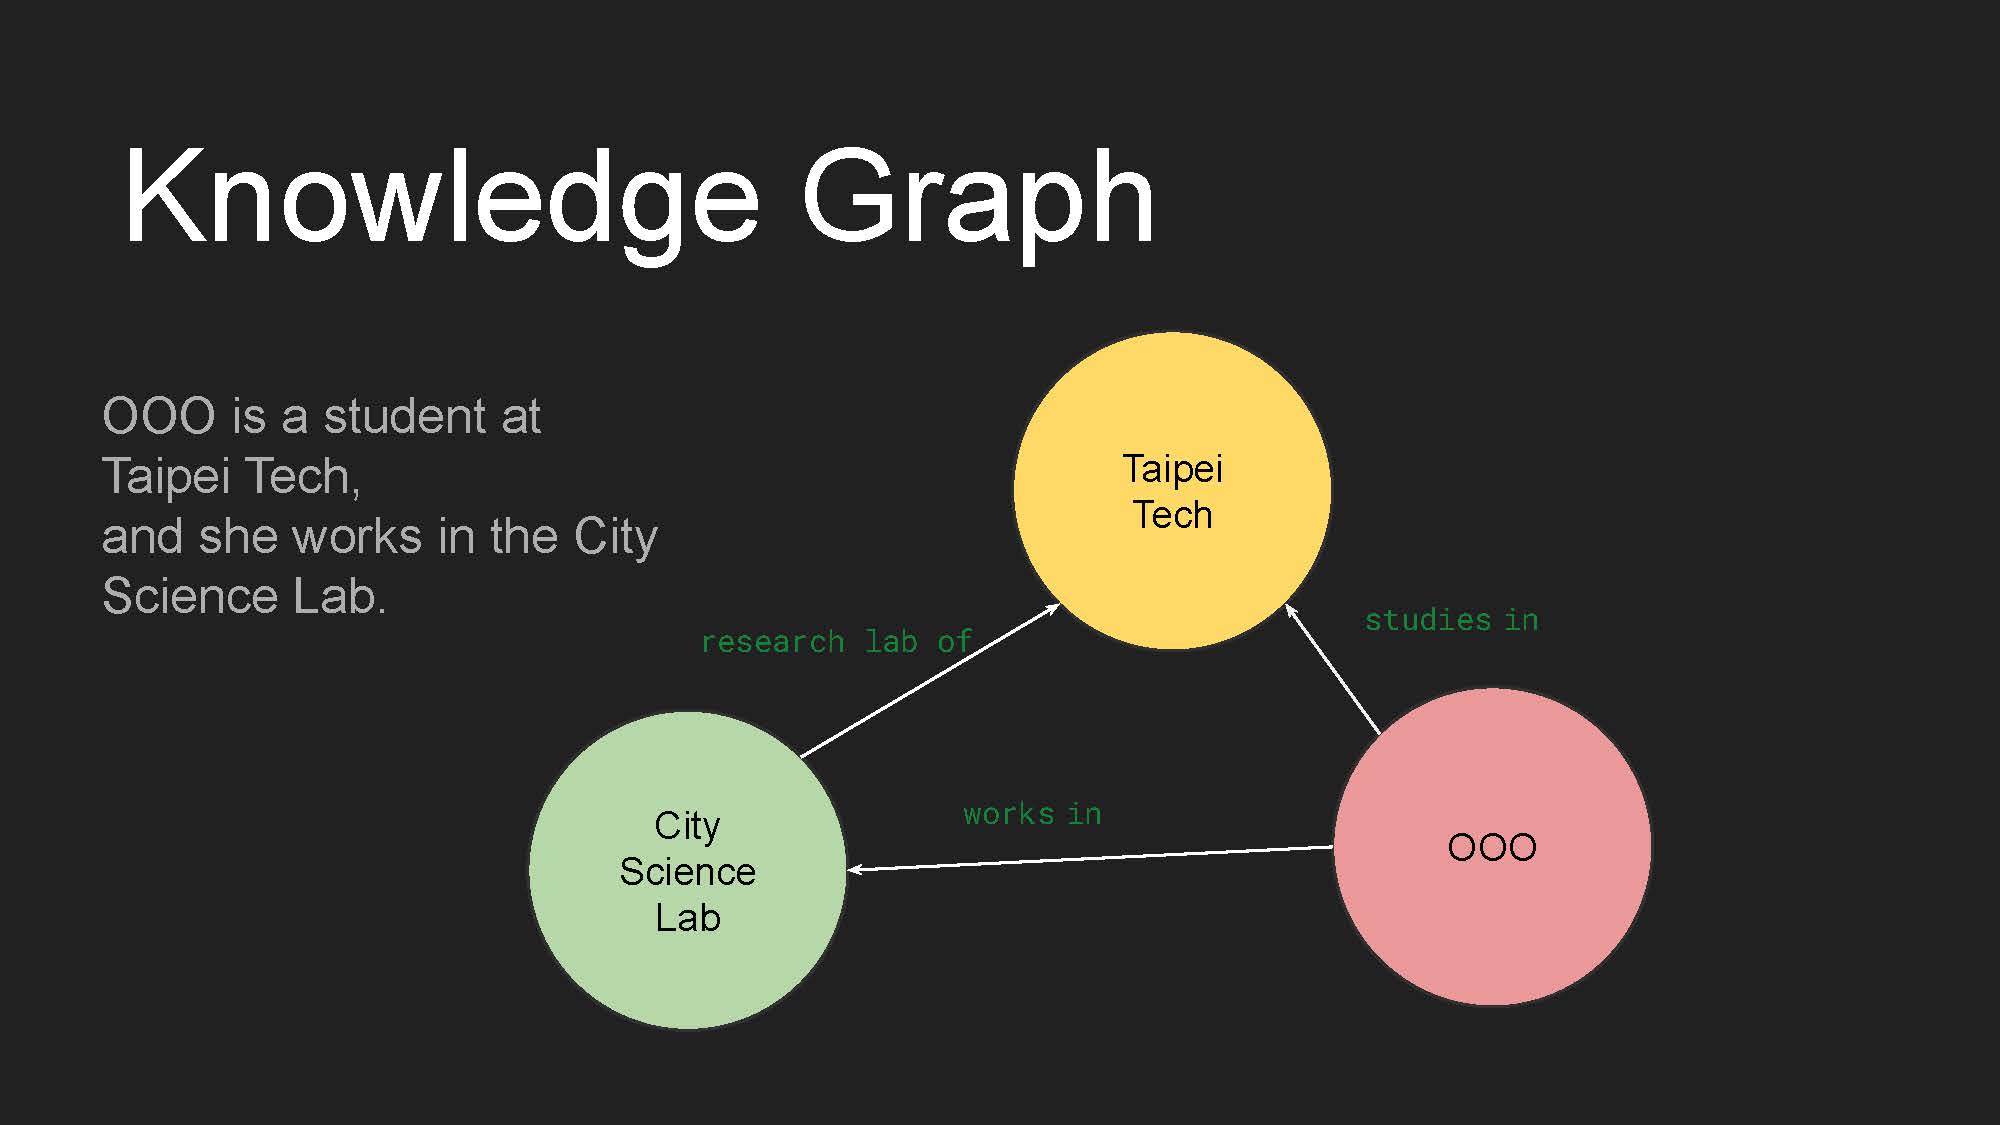 Knowledge Graph
OOO is a student at
Taipei Tech,
and she works in the City
Science Lab.
Taipei
Tech
studies in
research lab of
works in
City
Science
Lab
OOO